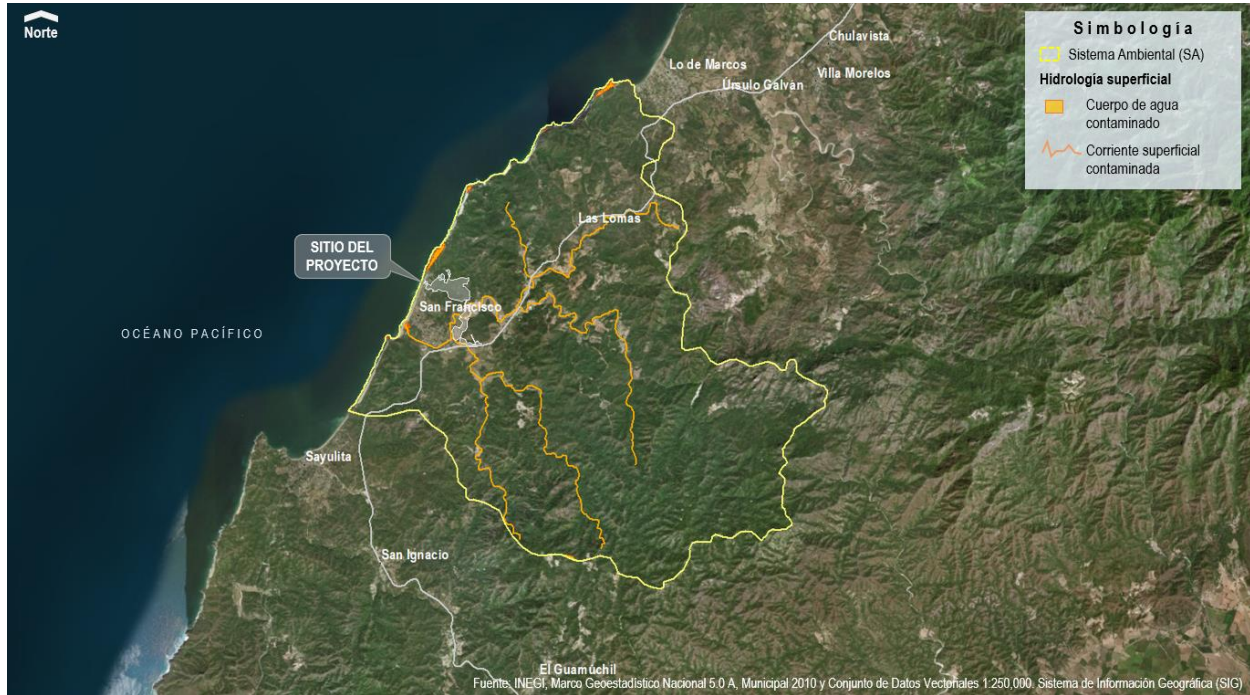 Norte
Simbología
Sistema Ambiental (SA)
Hidrología superficial
Cuerpo de agua
contaminado
Corriente superficial
contaminada
Chulavista
Lo de Marcos
Villa Morelos
Úrsulo Galván
Las Lomas
SITIO DEL
PROYECTO
San Francisco
OCÉANO PACÍFICO
Sayulita
San Ignacio
El Guamúchil
Fuente: INEGI, Marco Geoestadístico Nacional 5.0 A, Municipal 2010 y Conjunto de Datos Vectoriales 1:250,000. Sistema de Información Geográfica (SIG)